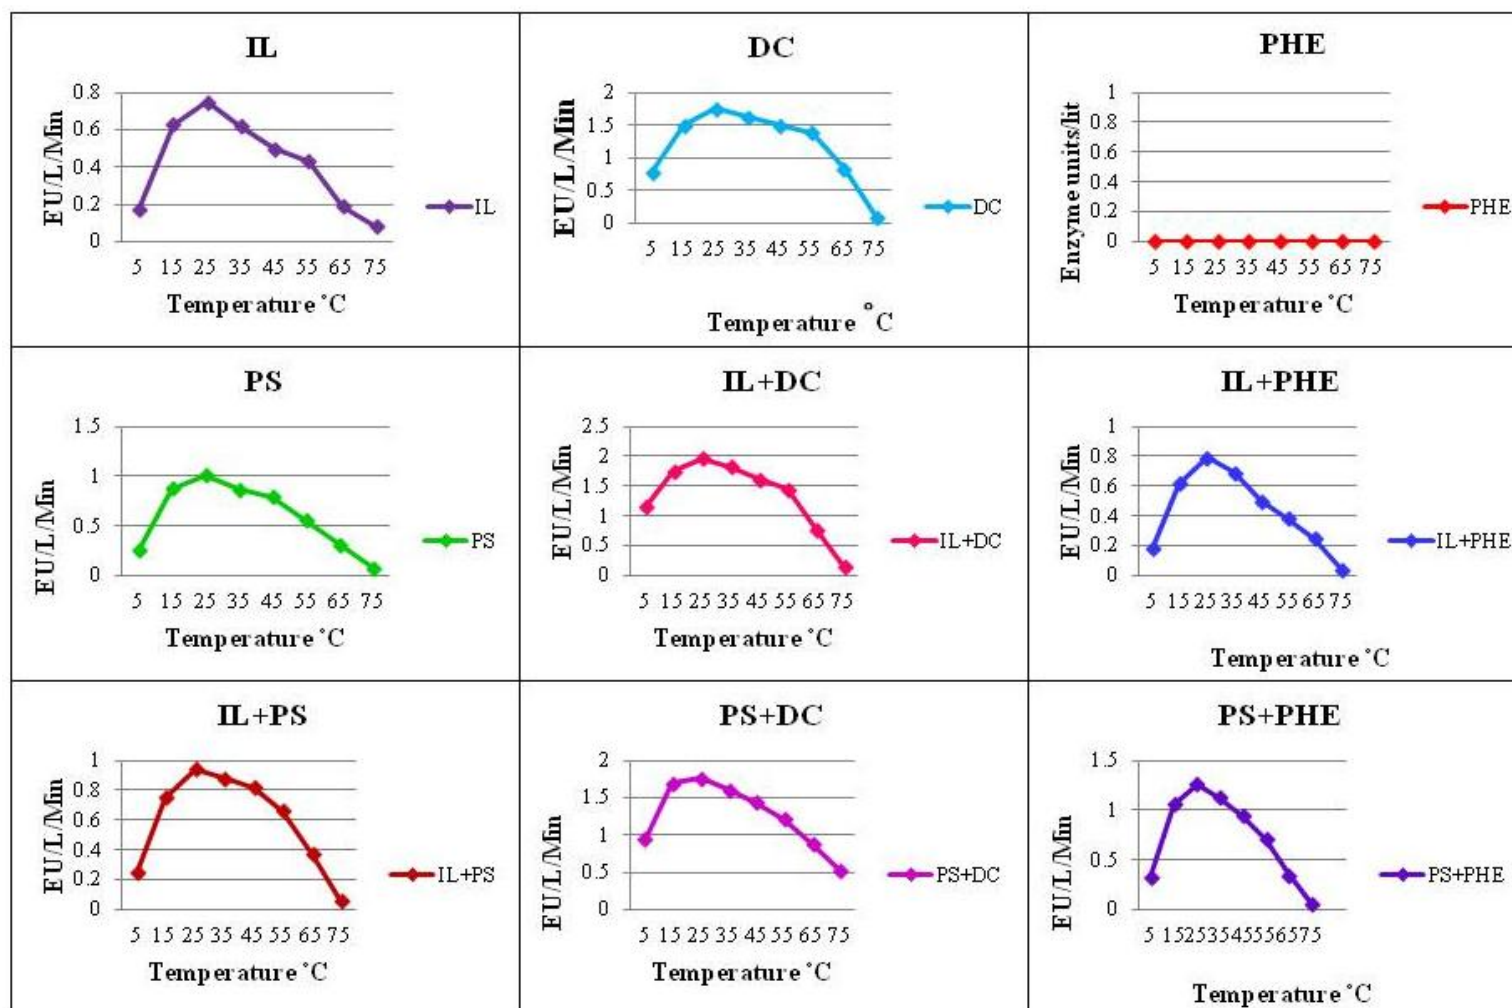 IL
0.8
0.6
0.4
0.2
0
EU/L/Min
5 15 25 35 45 55 65 75
Temperature ˚C
IL
DC
2
1.5
1
0.5
0
EU/L/Min
5 15 25 35 45 55 65 75
Temperature °C
DC
PHE
1
0.8
0.6
0.4
0.2
0
Enzyme units/lit
5 15 25 35 45 55 65 75
Temperature ˚C
PHE
PS
1.5
1
0.5
0
EU/L/Min
5 15 25 35 45 55 65 75
Temperature ˚C
PS
IL+DC
2.5
2
1.5
1
0.5
0
EU/L/Min
5 15 25 35 45 55 65 75
Temperature ˚C
IL+DC
IL+PHE
1
0.8
0.6
0.4
0.2
0
EU/L/Min
5 15 25 35 45 55 65 75
Temperature ˚C
IL+PHE
IL+PS
1
0.8
0.6
0.4
0.2
0
EU/L/Min
5 15 25 35 45 55 65 75
Temperature ˚C
IL+PS
PS+DC
2
1.5
1
0.5
0
EU/L/Min
5 15 25 35 45 55 65 75
Temperature ˚C
PS+DC
PS+PHE
1.5
1
0.5
0
EU/L/Min
5 15 25 35 45 55 65 75
Temperature ˚C
PS+PHE